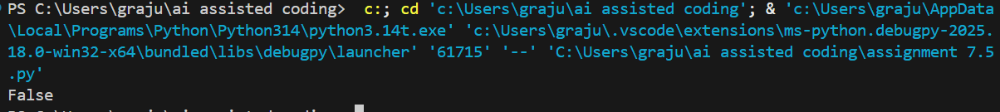 PS C:\Users\graju\ai assisted coding>  c:; cd 'c:\Users\graju\ai assisted coding'; & 'c:\Users\graju\AppData
\Local\Programs\Python\Python314\python3.14t.exe' 'c:\Users\graju\.vscode\extensions\ms-python.debugpy-2025.
18.0-win32-x64\bundled\libs\debugpy\launcher' '61715' '--' 'C:\Users\graju\ai assisted coding\assignment 7.5
.py'
False